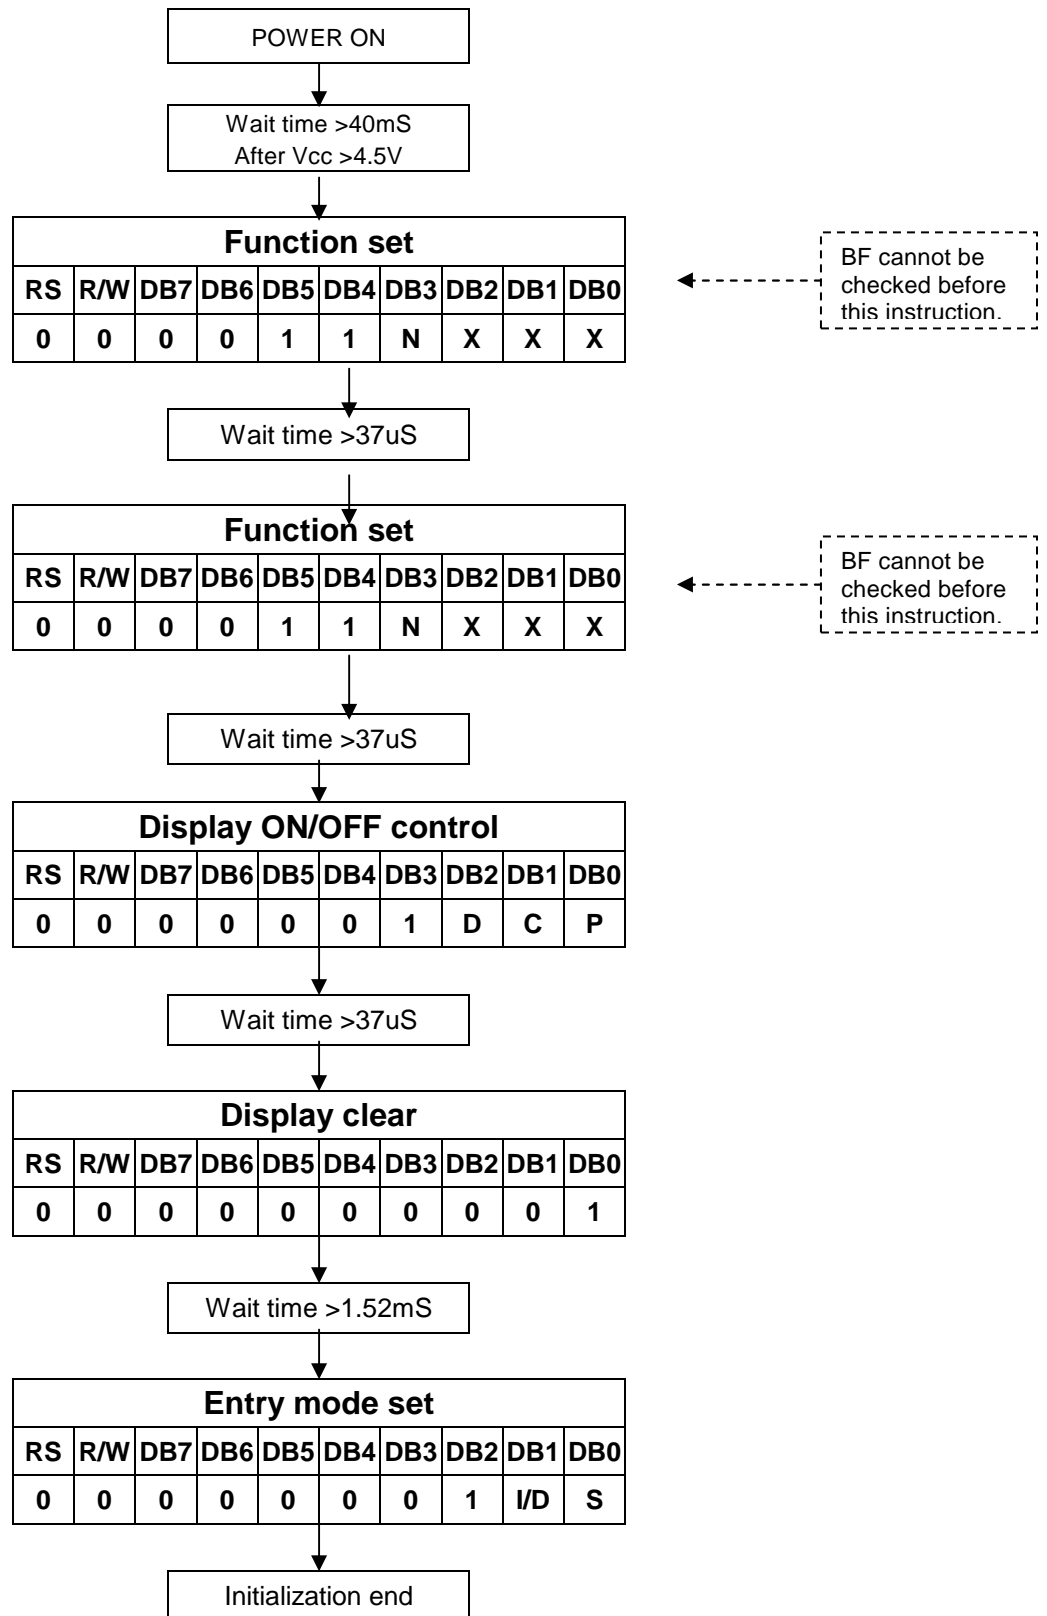 POWER ON
Wait time >40mS
After Vcc >4.5V
Function set
RS R/W DB7 DB6 DB5 DB4 DB3 DB2 DB1 DB0
0 0 0 0 1 1 N X X X
BF cannot be
checked before
this instruction.
Wait time >37uS
Function set
RS R/W DB7 DB6 DB5 DB4 DB3 DB2 DB1 DB0
0 0 0 0 1 1 N X X X
BF cannot be
checked before
this instruction.
Wait time >37uS
Display ON/OFF control
RS R/W DB7 DB6 DB5 DB4 DB3 DB2 DB1 DB0
0 0 0 0 0 0 1 D C P
Wait time >37uS
Display clear
RS R/W DB7 DB6 DB5 DB4 DB3 DB2 DB1 DB0
0 0 0 0 0 0 0 0 0 1
Wait time >1.52mS
Entry mode set
RS R/W DB7 DB6 DB5 DB4 DB3 DB2 DB1 DB0
0 0 0 0 0 0 0 1 I/D S
Initialization end